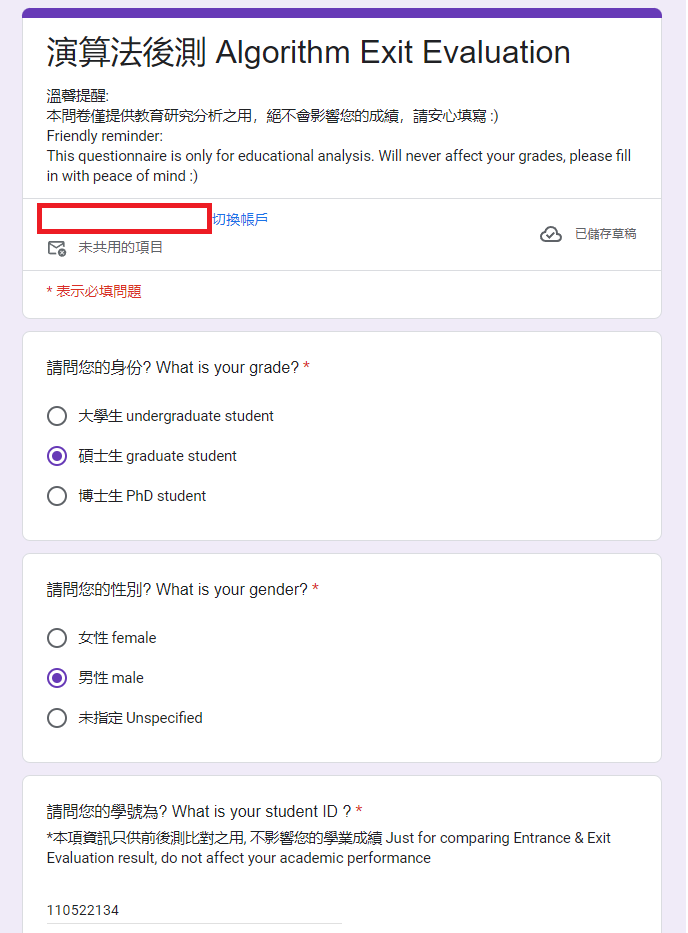 演算法後測 Algorithm Exit Evaluation
溫馨提醒:
本問卷僅提供教育研究分析之用，絕不會影響您的成績，請安心填寫 :)
Friendly reminder:
This questionnaire is only for educational analysis. Will never affect your grades, please fill
in with peace of mind :)
切換帳戶
未共用的項目
已儲存草稿
* 表示必填問題
請問您的身份? What is your grade? *
大學生 undergraduate student
碩士生 graduate student
博士生 PhD student
請問您的性別? What is your gender? *
女性 female
男性 male
未指定 Unspecified
請問您的學號為? What is your student ID ? *
*本項資訊只供前後測比對之用, 不影響您的學業成績 Just for comparing Entrance & Exit
Evaluation result, do not affect your academic performance
110522134